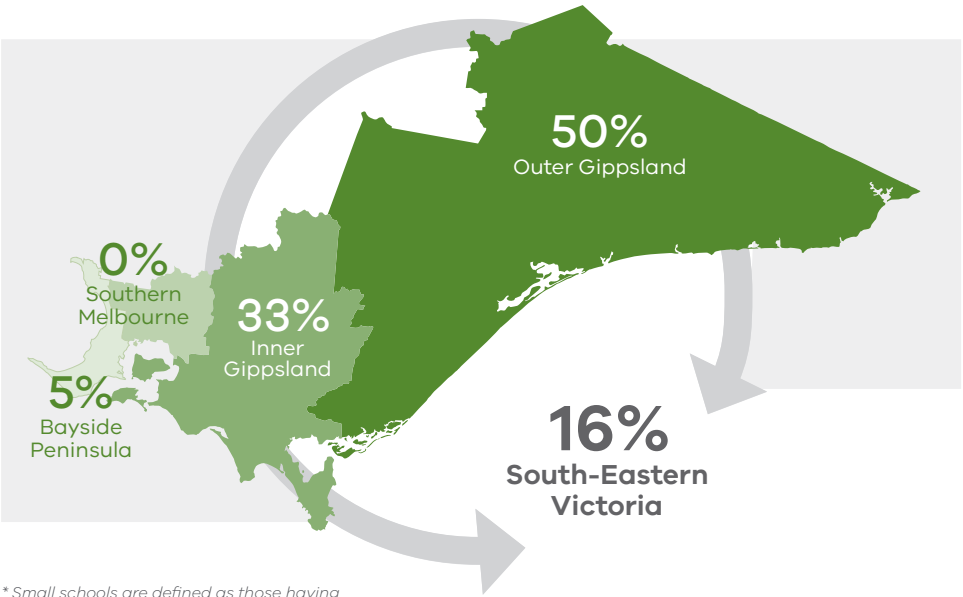 50%
Outer Gippsland
0%
Southern
Melbourne
33%
Inner
Gippsland
5%
Bayside
Peninsula
16%
South-Eastern
Victoria
* Small schools are defined as those having